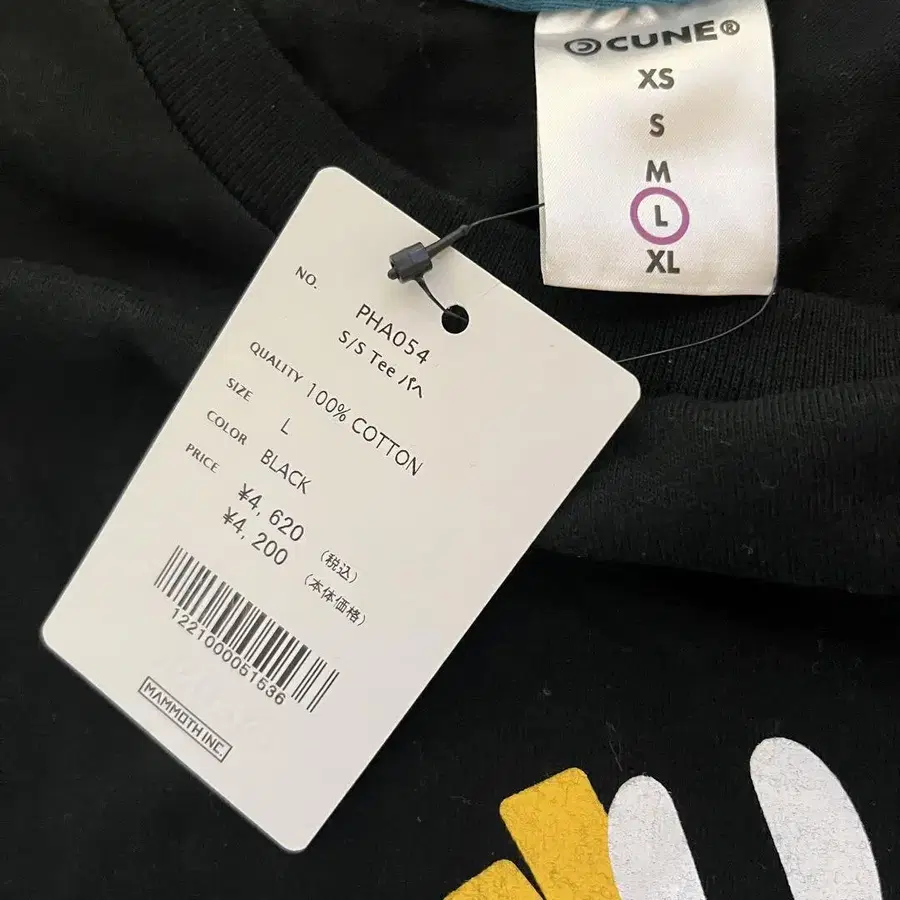 CUNE®
XS
S
M
L
XL
NO.
PHA054
S/S Tee パペ
QUALITY 100% COTTON
SIZE L
COLOR BLACK
PRICE ¥4,620 (税込)
¥4,200 (本体価格)
1221000051536
MAMMOTH INC.